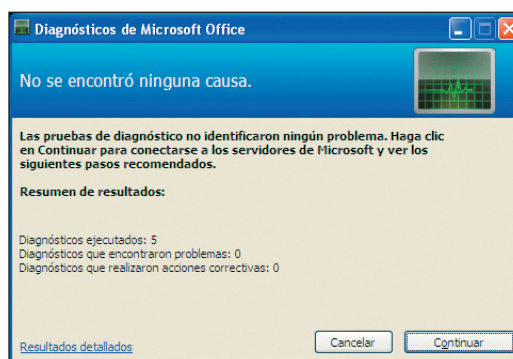 Diagnósticos de Microsoft Office
No se encontró ninguna causa.
Las pruebas de diagnóstico no identificaron ningún problema. Haga clic
en Continuar para conectarse a los servidores de Microsoft y ver los
siguientes pasos recomendados.
Resumen de resultados:
Diagnósticos ejecutados: 5
Diagnósticos que encontraron problemas: 0
Diagnósticos que realizaron acciones correctivas: 0
Resultados detallados
Cancelar
Continuar